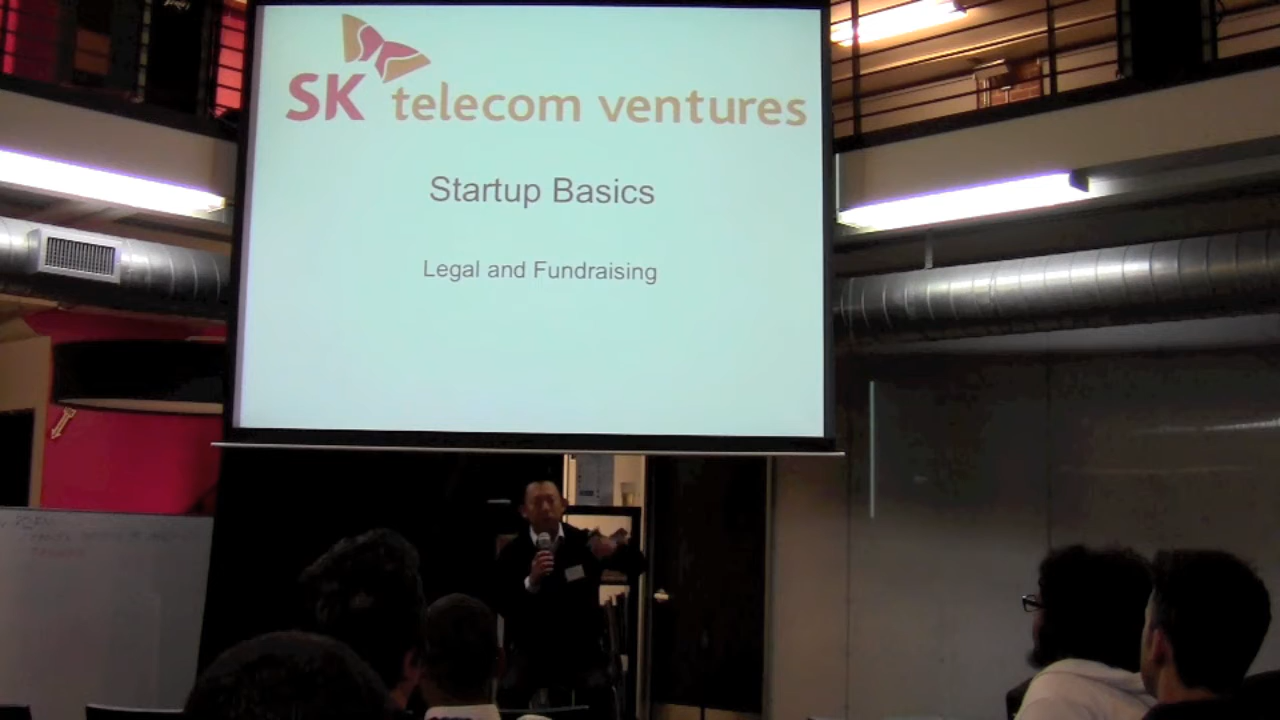 SK telecom ventures
Startup Basics
Legal and Fundraising